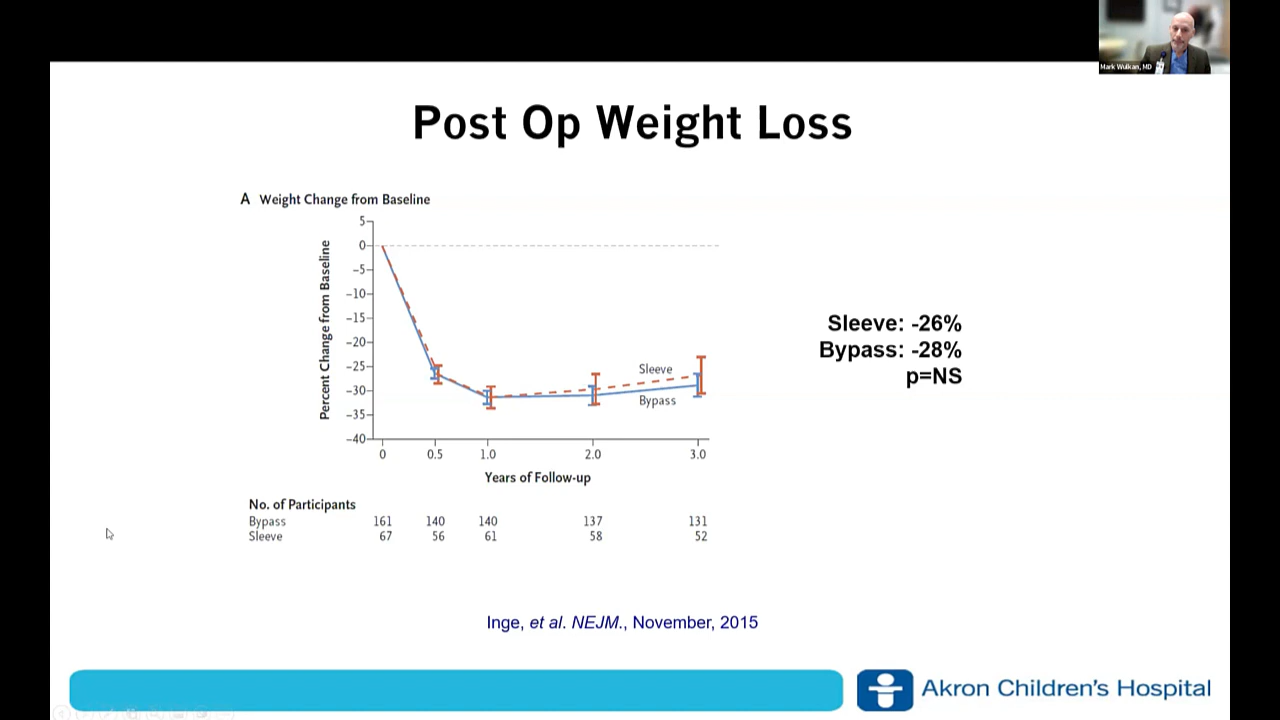 Mark Wulkan, MD
Post Op Weight Loss
A Weight Change from Baseline
Percent Change from Baseline
5
0
−5
−10
−15
−20
−25
−30
−35
−40
Sleeve
Bypass
0 0.5 1.0 2.0 3.0
Years of Follow-up
Sleeve: -26%
Bypass: -28%
p=NS
No. of Participants
Bypass 161 140 140 137 131
Sleeve 67 56 61 58 52
Inge, et al. NEJM., November, 2015
Akron Children's Hospital